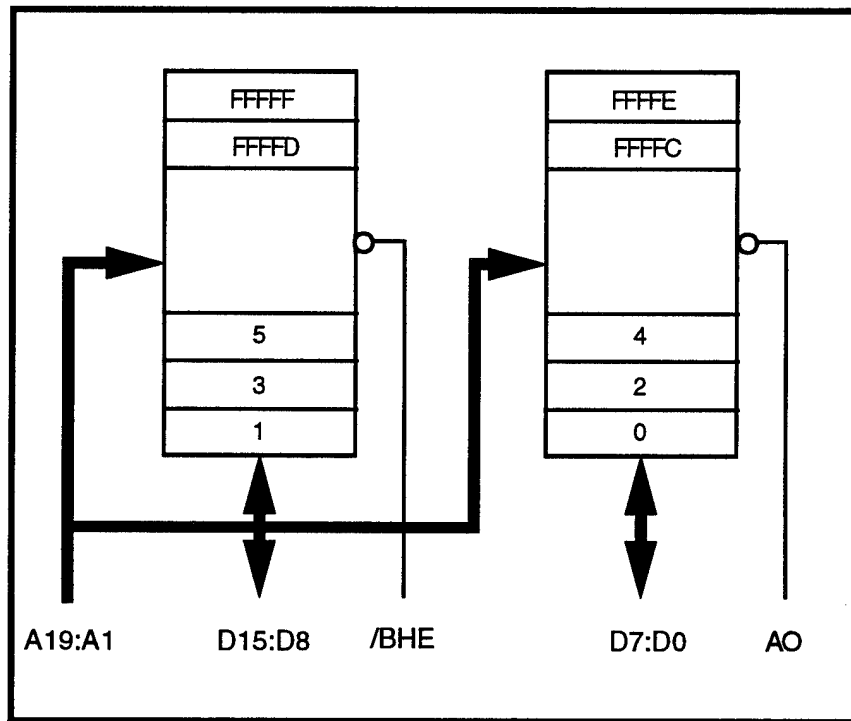 FFFFF FFFFE
FFFFD FFFFC
5 4
3 2
1 0
A19:A1 D15:D8 /BHE D7:D0 AO